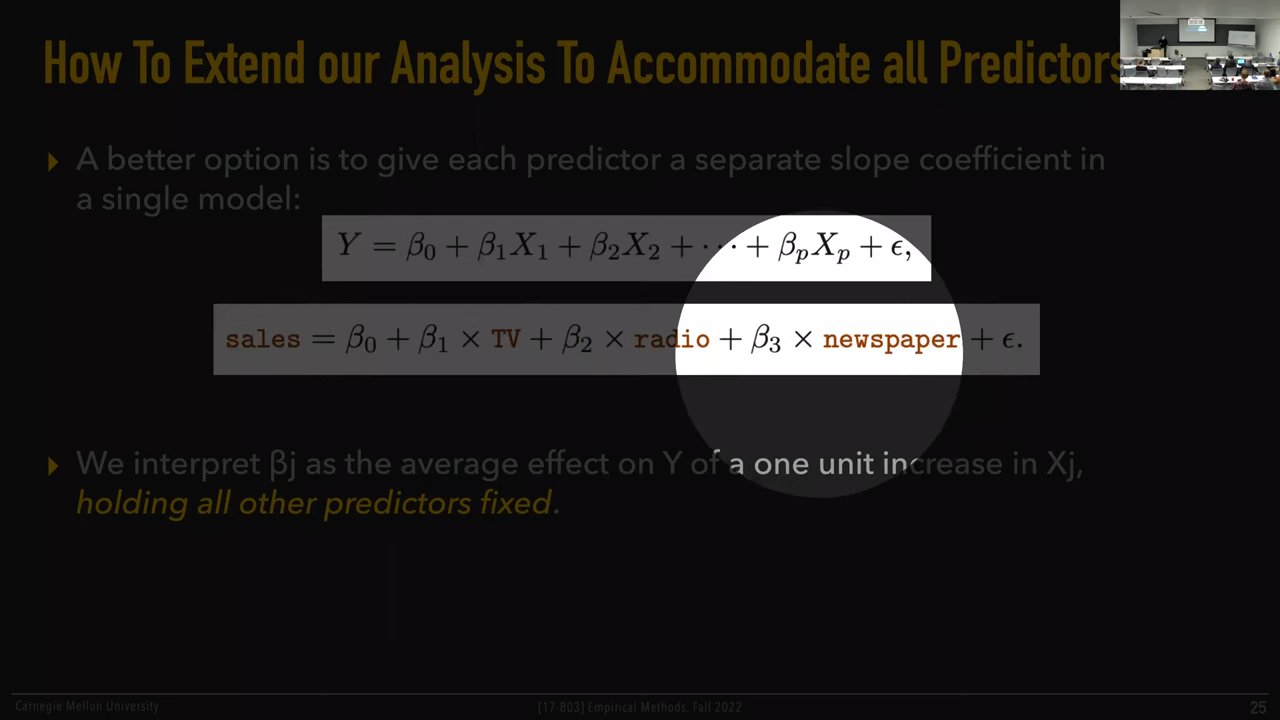 How To Extend our Analysis To Accommodate all Predictors
A better option is to give each predictor a separate slope coefficient in
a single model:
Y = β₀ + β₁X₁ + β₂X₂ + ⋯ + βₚXₚ + ϵ,
sales = β₀ + β₁ × TV + β₂ × radio + β₃ × newspaper + ϵ.
We interpret βj as the average effect on Y of a one unit increase in Xj,
holding all other predictors fixed.
Carnegie Mellon University
[17-803] Empirical Methods. Fall 2022
25